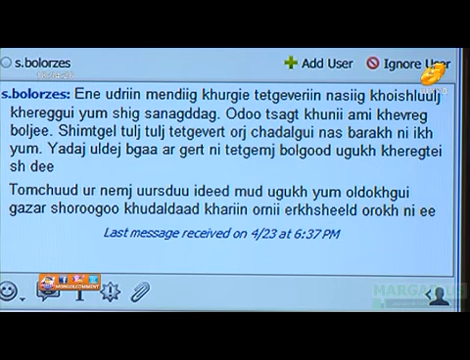 s.bolorzes
Add User
Ignore User
s.bolorzes: Ene udriin mendiig khurgie tetgeveriin nasiig khoishluulj
khereggui yum shig sanagddag. Odoo tsagt khunii ami khevreg
boljee. Shimtgel tulj tulj tetgevert orj chadalgui nas barakh ni ikh
yum. Yadaj uldej bgaa ar gert ni tetgemj bolgood ugukh kheregtei
sh dee
Tomchuud ur nemj uursduu ideed mud ugukh yum oldokhgui
gazar shoroogoo khudaldaad khariin ornii erkhsheeld orokh ni ee
Last message received on 4/23 at 6:37 PM